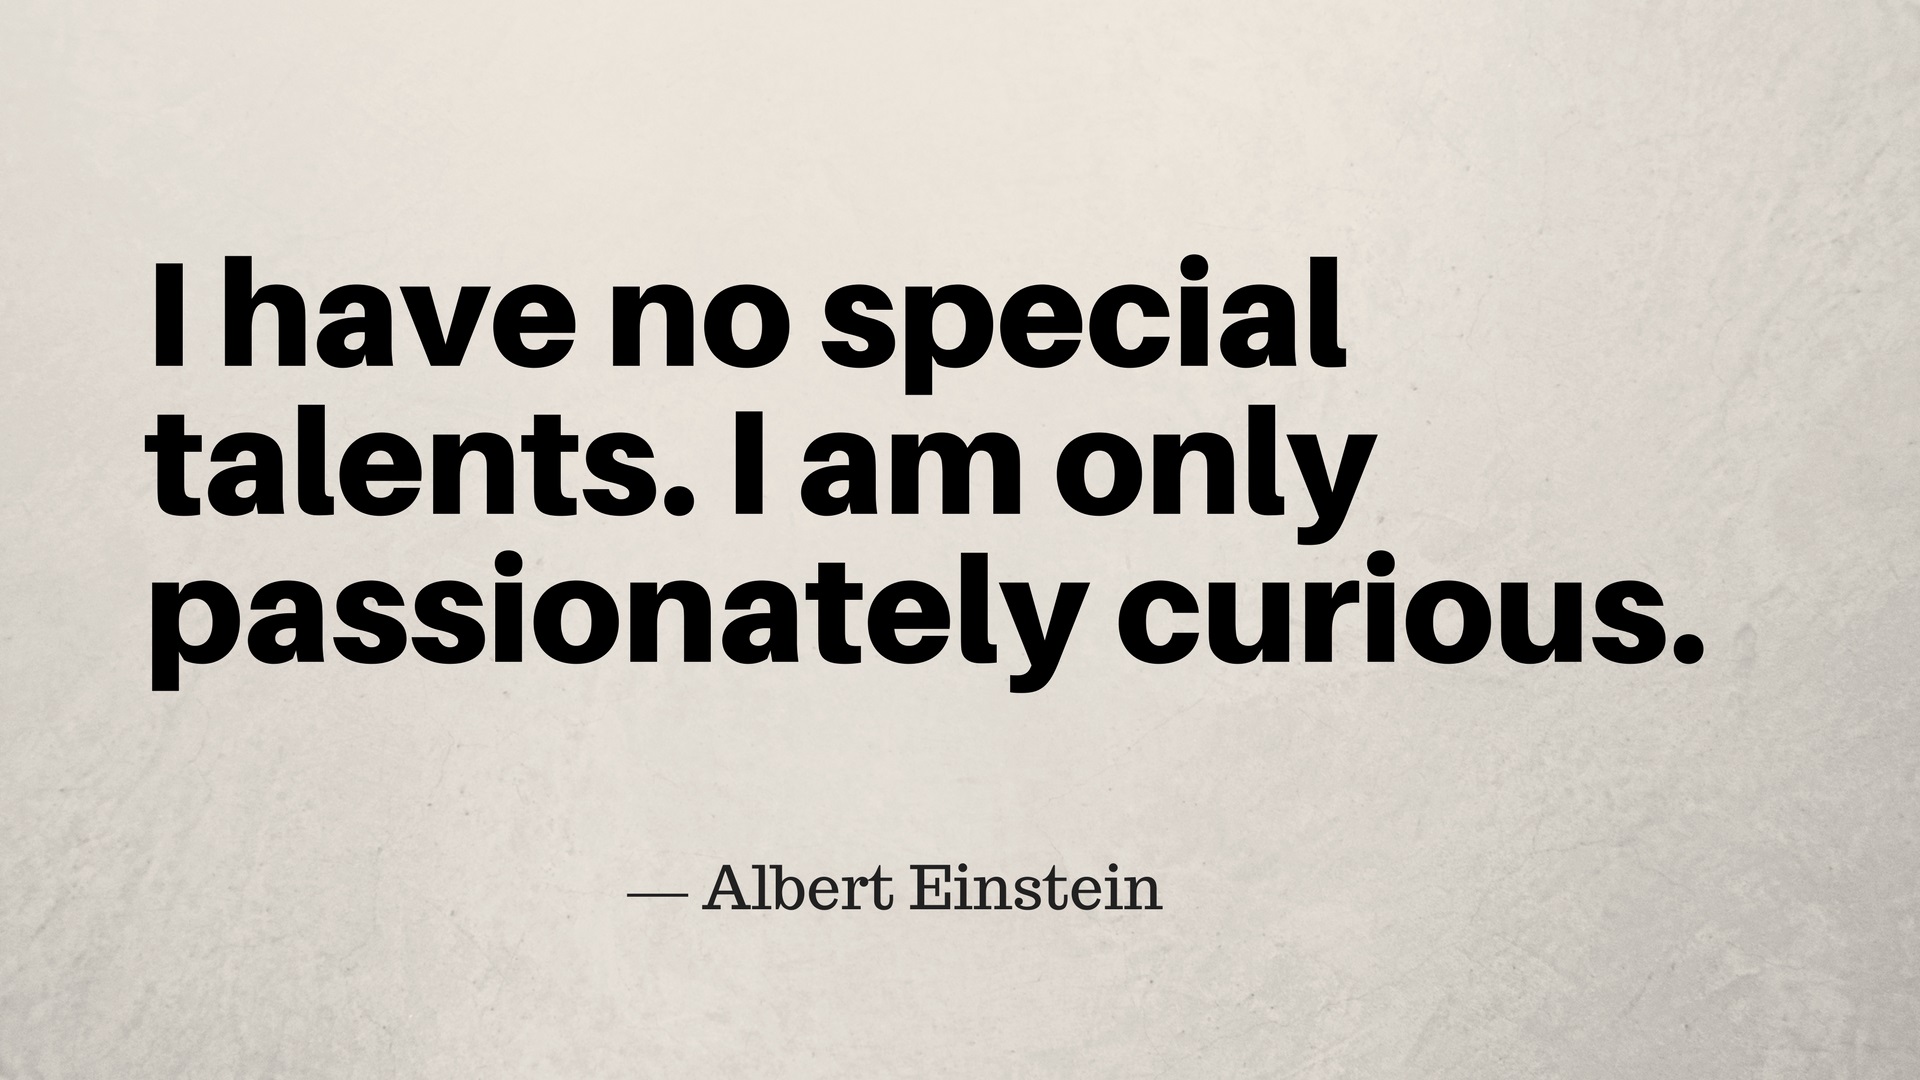 I have no special
talents. I am only
passionately curious.
— Albert Einstein